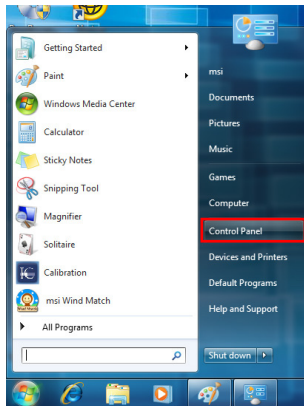 Getting Started
Paint
Windows Media Center
Calculator
Sticky Notes
Snipping Tool
Magnifier
Solitaire
Calibration
msi Wind Match
All Programs
msi
Documents
Pictures
Music
Games
Computer
Control Panel
Devices and Printers
Default Programs
Help and Support
Shut down